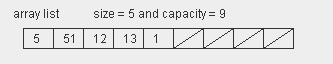 array list size = 5 and capacity = 9
5 51 12 13 1